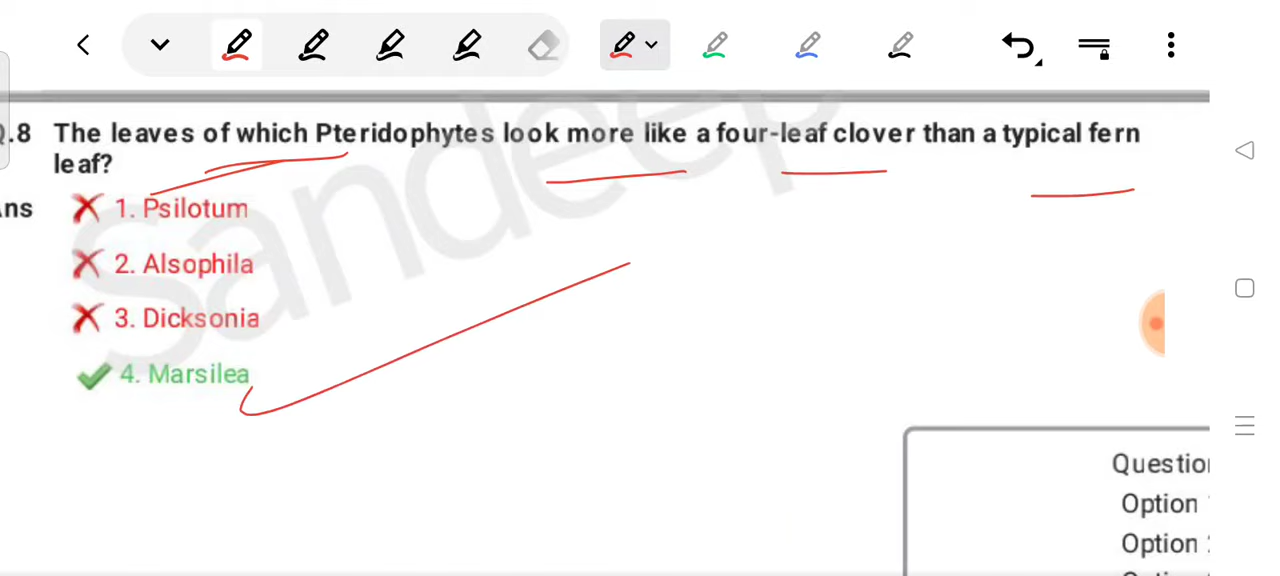 Q.8 The leaves of which Pteridophytes look more like a four-leaf clover than a typical fern
leaf?
Ans 1. Psilotum
2. Alsophila
3. Dicksonia
4. Marsilea
Sandeep
Question
Option
Option